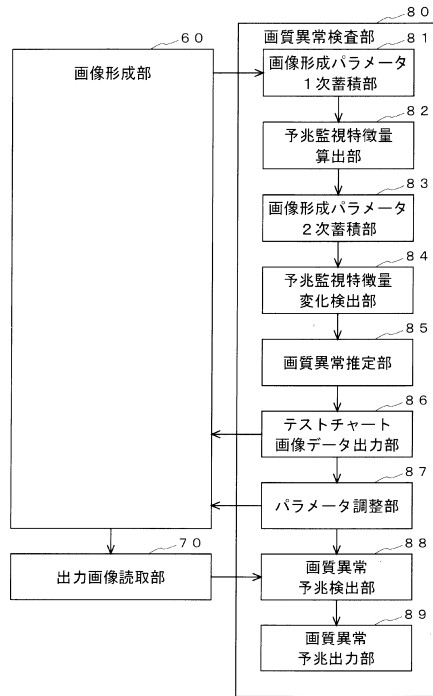 ８０
６０
画像形成部
画質異常検査部
８１
画像形成パラメータ
１次蓄積部
８２
予兆監視特徴量
算出部
８３
画像形成パラメータ
２次蓄積部
８４
予兆監視特徴量
変化検出部
８５
画質異常推定部
８６
テストチャート
画像データ出力部
８７
パラメータ調整部
７０
出力画像読取部
８８
画質異常
予兆検出部
８９
画質異常
予兆出力部